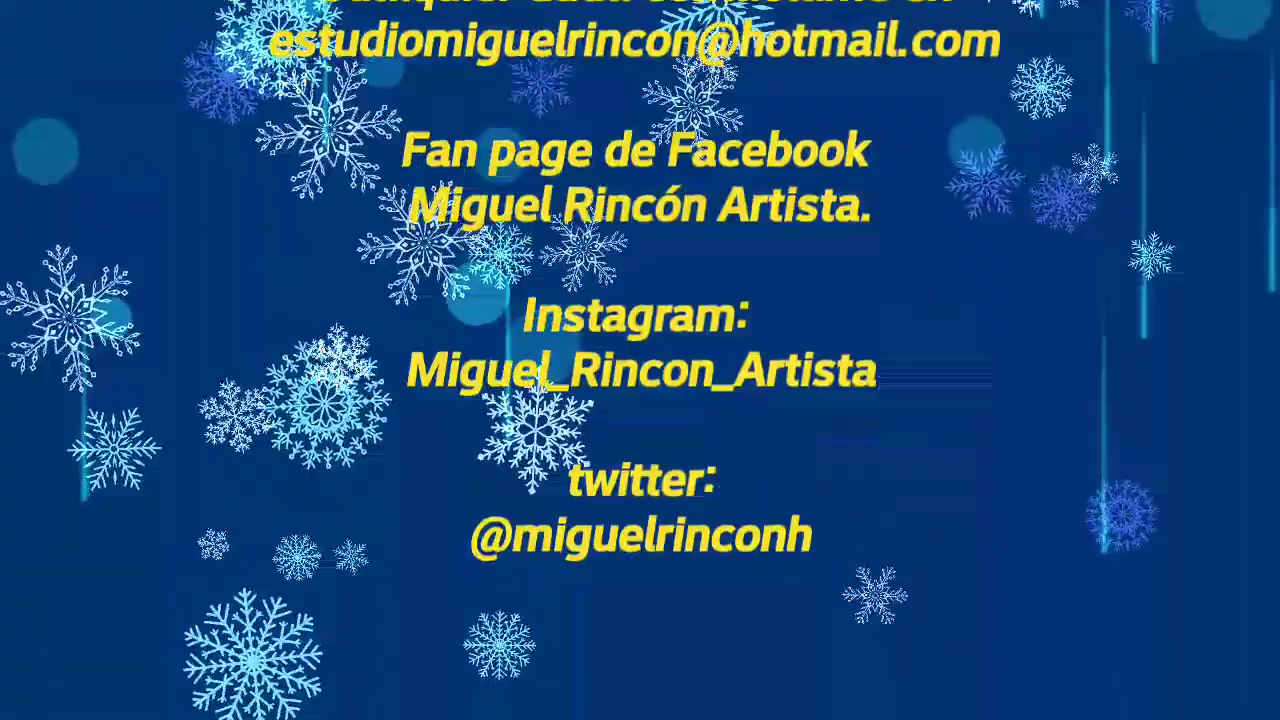 estudiomiguelrincon@hotmail.com
Fan page de Facebook
Miguel Rincón Artista.
Instagram:
Miguel_Rincon_Artista
twitter:
@miguelrinconh